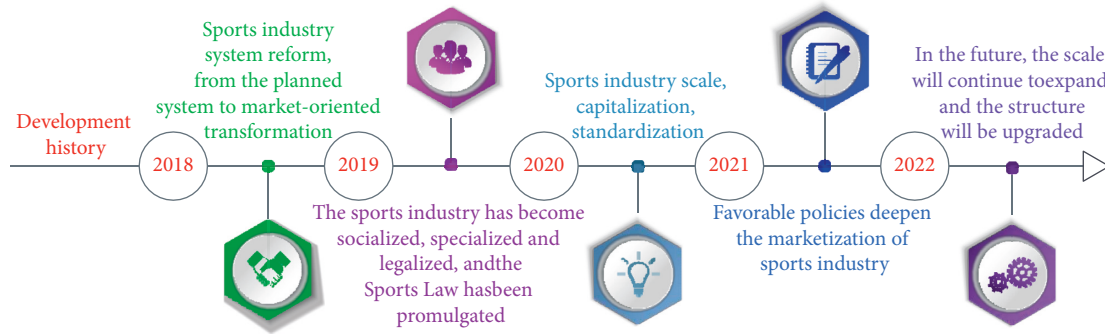 Development
history
2018
Sports industry
system reform,
from the planned
system to market-oriented
transformation
2019
The sports industry has become
socialized, specialized and
legalized, andthe
Sports Law hasbeen
promulgated
2020
Sports industry scale,
capitalization,
standardization
2021
Favorable policies deepen
the marketization of
sports industry
2022
In the future, the scale
will continue toexpand
and the structure
will be upgraded